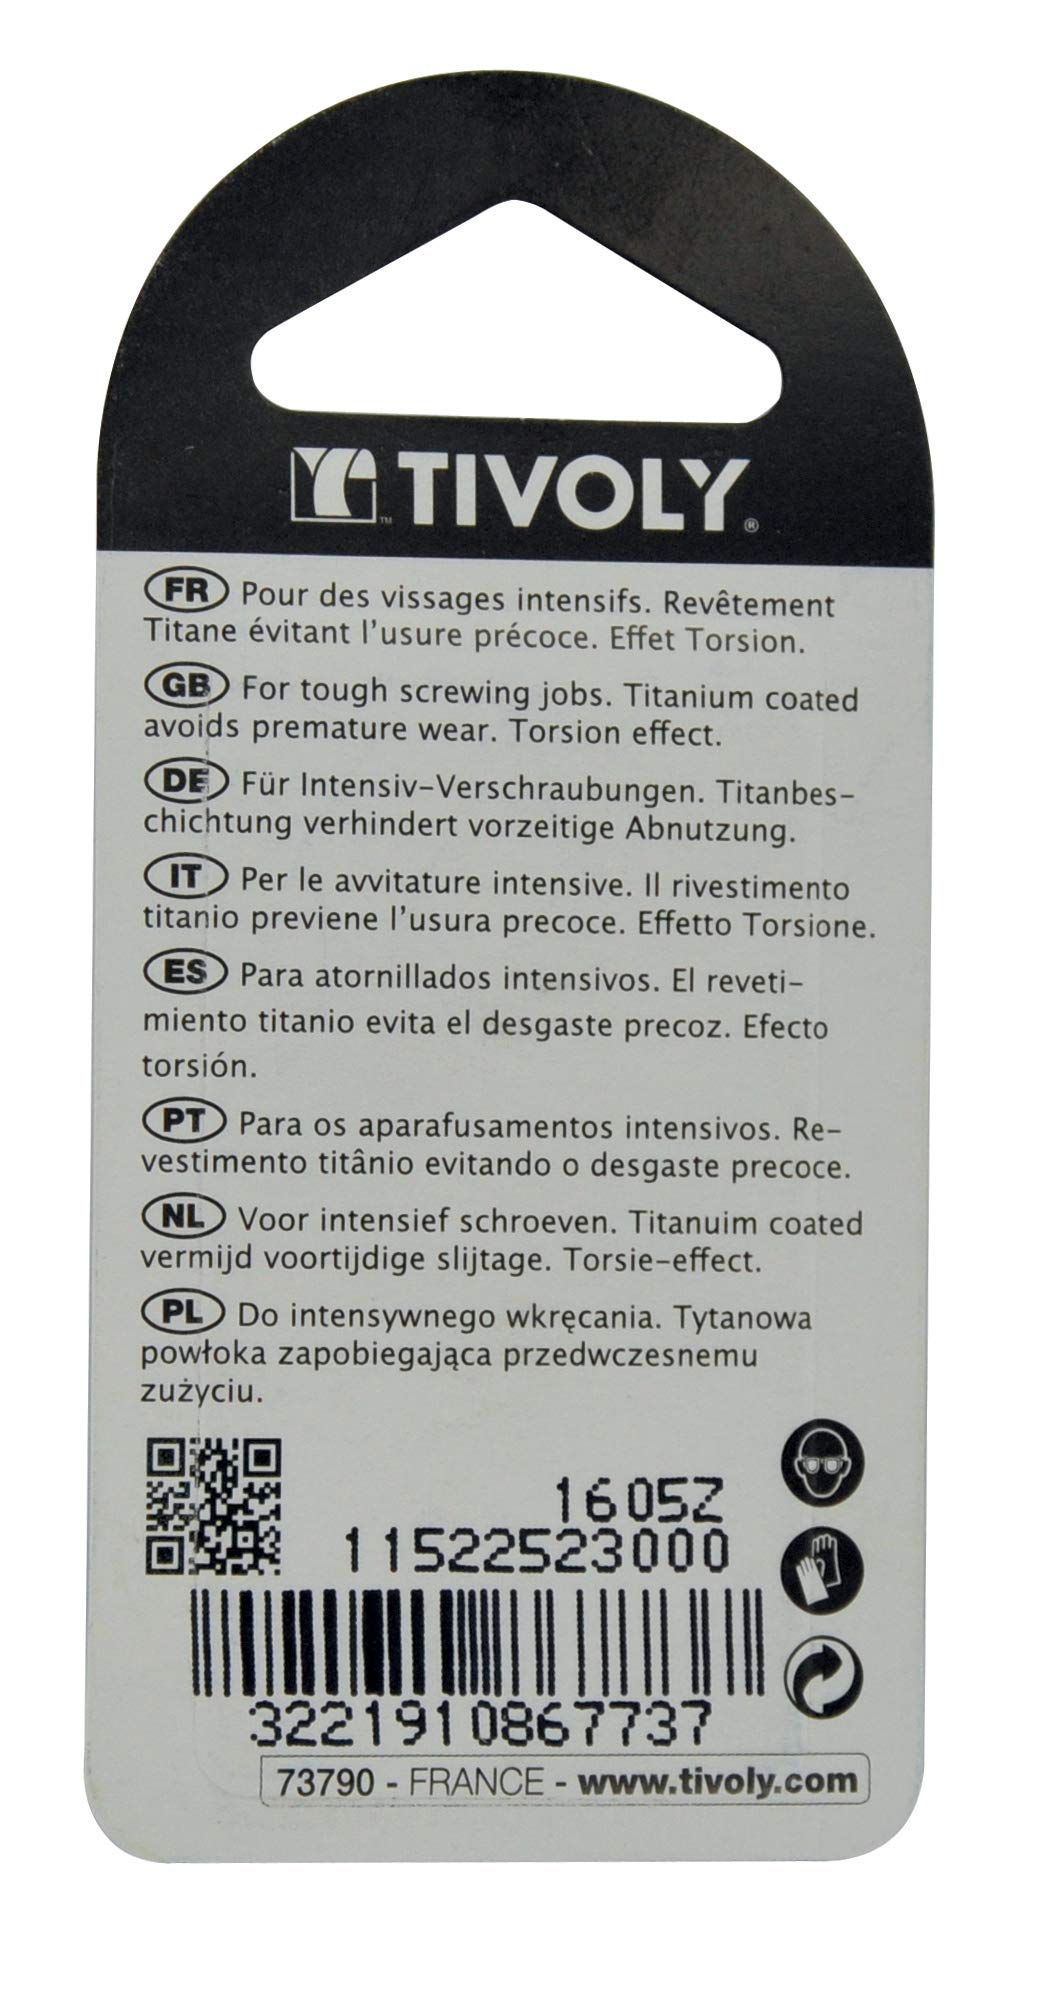 TIVOLY®
FR Pour des vissages intensifs. Revêtement
Titane évitant l'usure précoce. Effet Torsion.
GB For tough screwing jobs. Titanium coated
avoids premature wear. Torsion effect.
DE Für Intensiv-Verschraubungen. Titanbes-
chichtung verhindert vorzeitige Abnutzung.
IT Per le avvitature intensive. Il rivestimento
titanio previene l'usura precoce. Effetto Torsione.
ES Para atornillados intensivos. El reveti-
miento titanio evita el desgaste precoz. Efecto
torsión.
PT Para os aparafusamentos intensivos. Re-
vestimento titânio evitando o desgaste precoce.
NL Voor intensief schroeven. Titanuim coated
vermijd voortijdige slijtage. Torsie-effect.
PL Do intensywnego wkręcania. Tytanowa
powłoka zapobiegająca przedwczesnemu
zużyciu.
1605Z
11522523000
3221910867737
73790 - FRANCE - www.tivoly.com